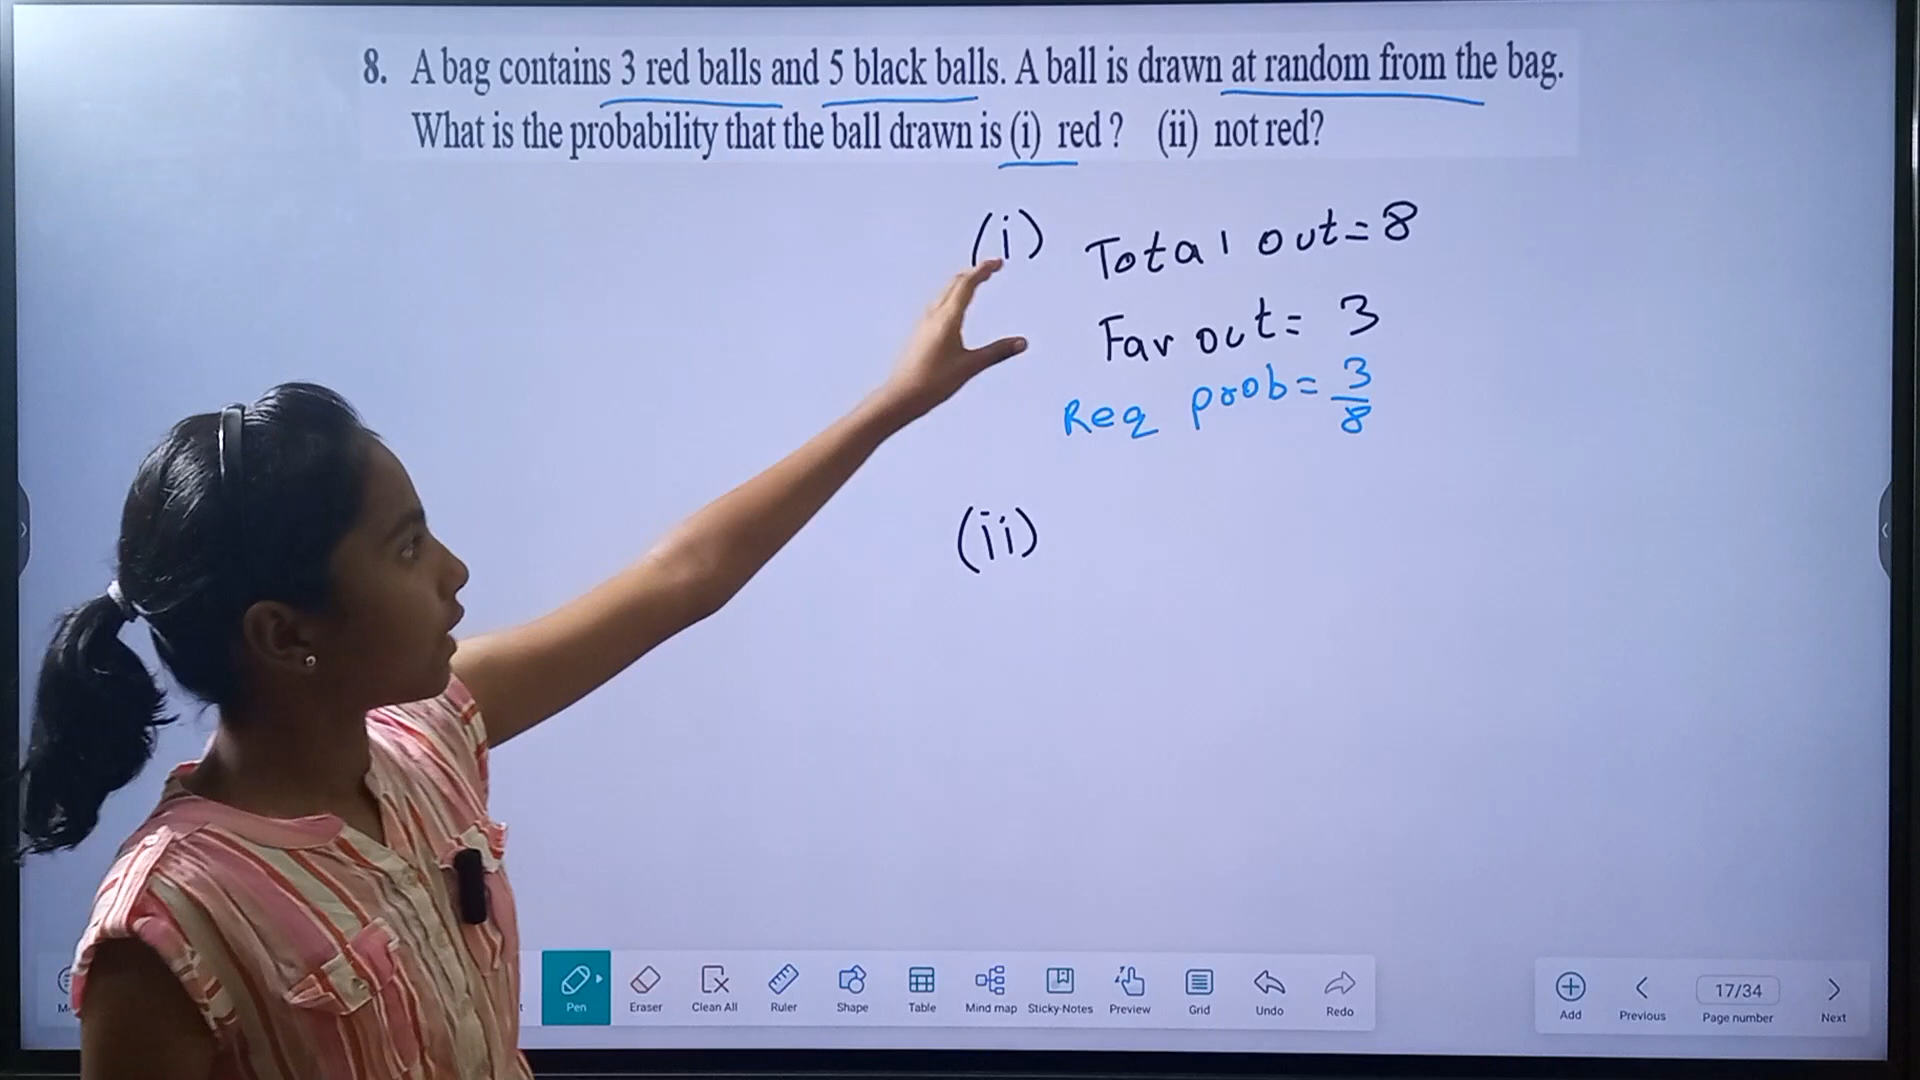 8. A bag contains 3 red balls and 5 black balls. A ball is drawn at random from the bag.
What is the probability that the ball drawn is (i) red ? (ii) not red?
(i) Total out = 8
Fav out = 3
Req prob = 3/8
(ii)
Pen
Eraser
Clean All
Ruler
Shape
Table
Mind map
Sticky-Notes
Preview
Grid
Undo
Redo
Add
Previous
17/34
Page number
Next